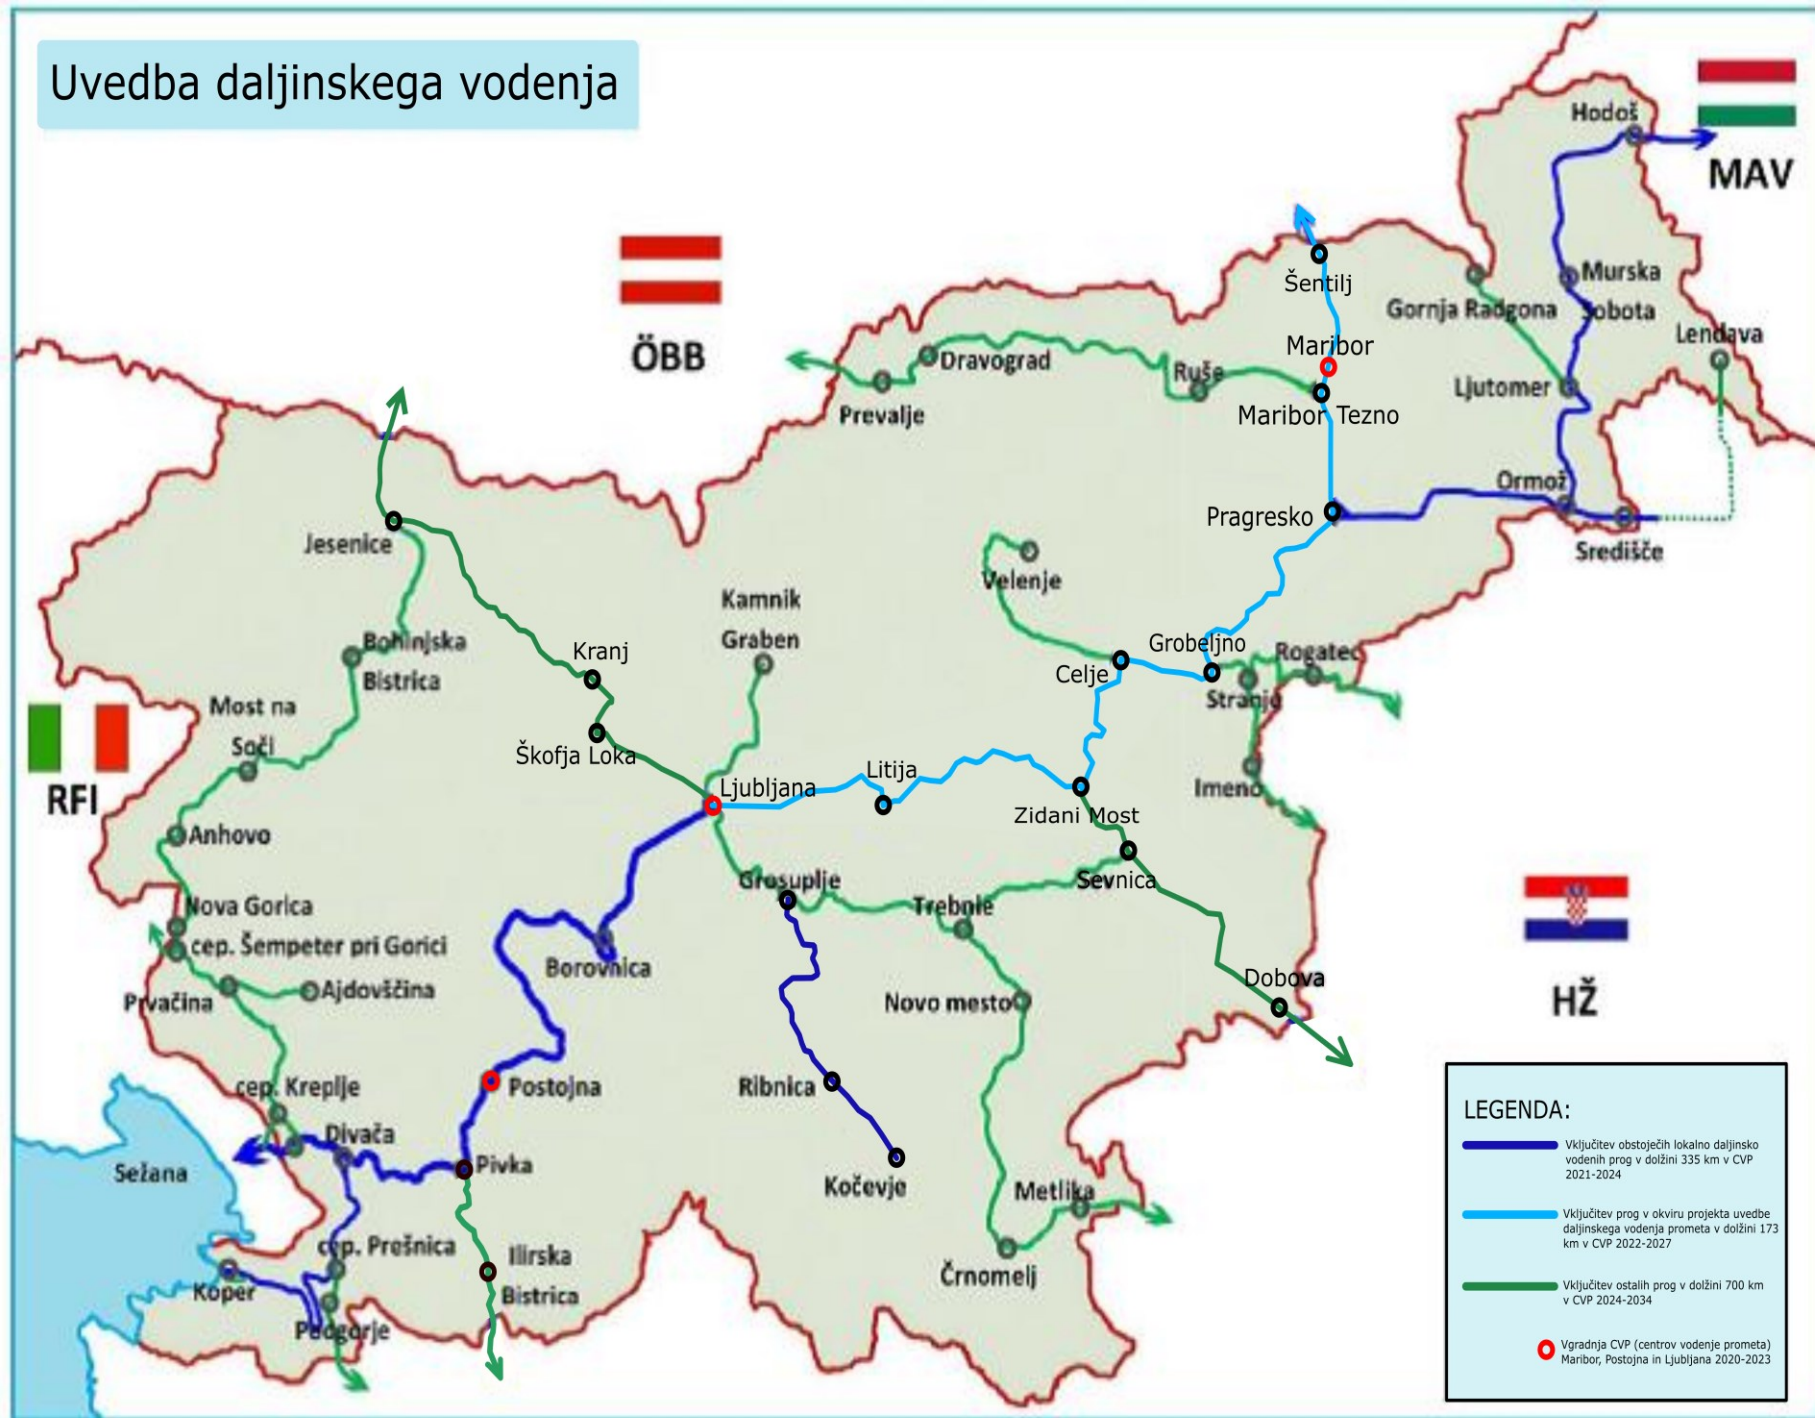 Uvedba daljinskega vodenja
Hodoš
MAV
ÖBB
Šentilj
Murska
Sobota
Gornja Radgona
Lendava
Maribor
Dravograd
Ruše
Prevalje
Maribor Tezno
Ljutomer
Ormož
Pragresko
Središče
Jesenice
Velenje
Kamnik
Graben
Bohinjska
Bistrica
Kranj
Grobeljno
Rogatec
Celje
Stranje
Most na
Soči
Škofja Loka
RFI
Ljubljana
Litija
Imeno
Zidani Most
Anhovo
Grosuplje
Sevnica
Nova Gorica
Trebnje
cep. Šempeter pri Gorici
Borovnica
Dobova
Prvačina
Ajdovščina
Novo mesto
HŽ
cep. Kreplje
Postojna
Ribnica
Divača
Sežana
Pivka
Kočevje
Metlika
cep. Prešnica
Ilirska
Bistrica
Koper
Črnomelj
Podgorje
LEGENDA:
Vključitev obstoječih lokalno daljinsko
vodenih prog v dolžini 335 km v CVP
2021-2024
Vključitev prog v okviru projekta uvedbe
daljinskega vodenja prometa v dolžini 173
km v CVP 2022-2027
Vključitev ostalih prog v dolžini 700 km
v CVP 2024-2034
Vgradnja CVP (centrov vodenje prometa)
Maribor, Postojna in Ljubljana 2020-2023